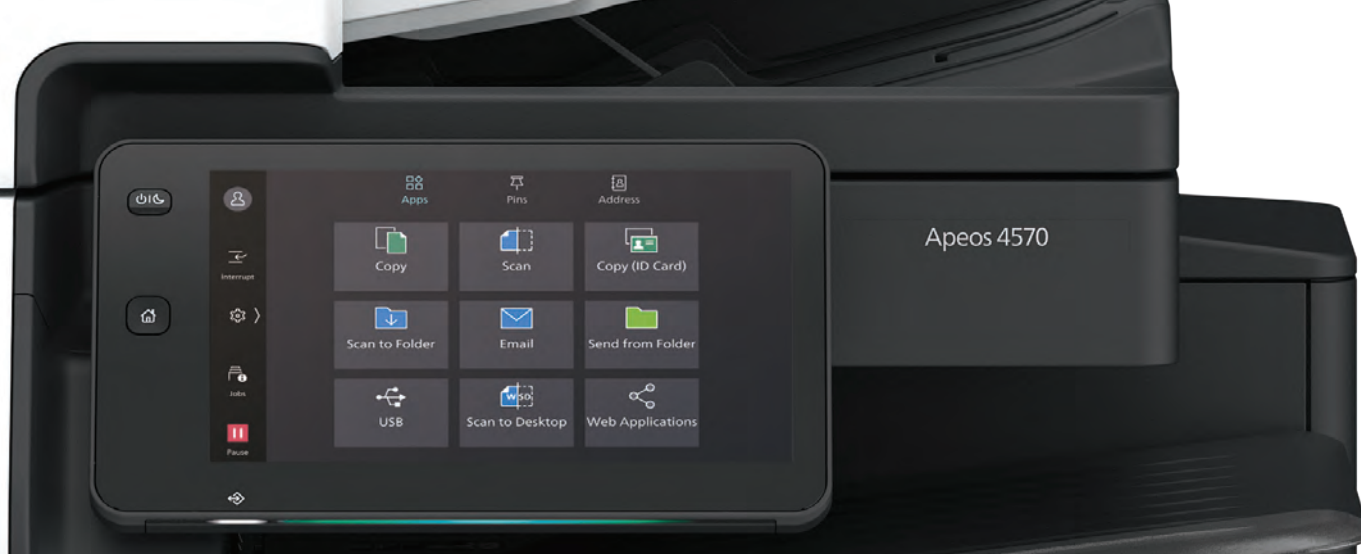 Apps
Pins
Address
Interrupt
Jobs
Pause
Copy
Scan
Copy (ID Card)
Scan to Folder
Email
Send from Folder
USB
WSD
Scan to Desktop
Web Applications
Apeos 4570